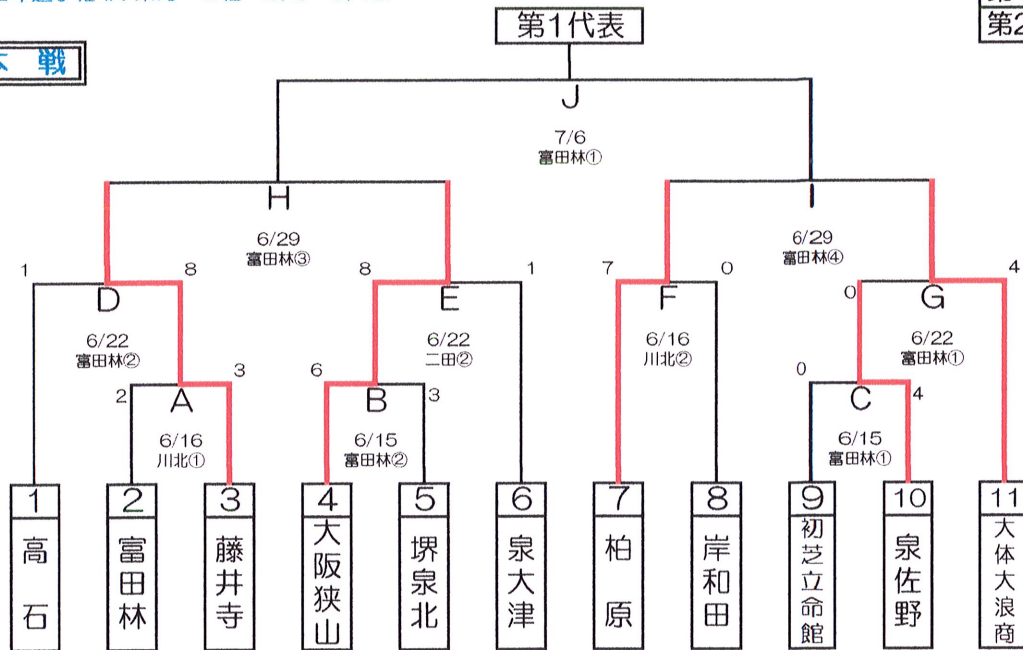 第1代表
第2
戦
J
7/6
富田林①
H
6/29
富田林③
I
6/29
富田林④
1
8
8
1
7
0
0
4
D
6/22
富田林②
E
6/22
二田②
F
6/16
川北②
G
6/22
富田林①
2
3
6
3
0
4
A
6/16
川北①
B
6/15
富田林②
C
6/15
富田林①
1
高石
2
富田林
3
藤井寺
4
大阪狭山
5
堺泉北
6
泉大津
7
柏原
8
岸和田
9
初芝立命館
10
泉佐野
11
大体大浪商